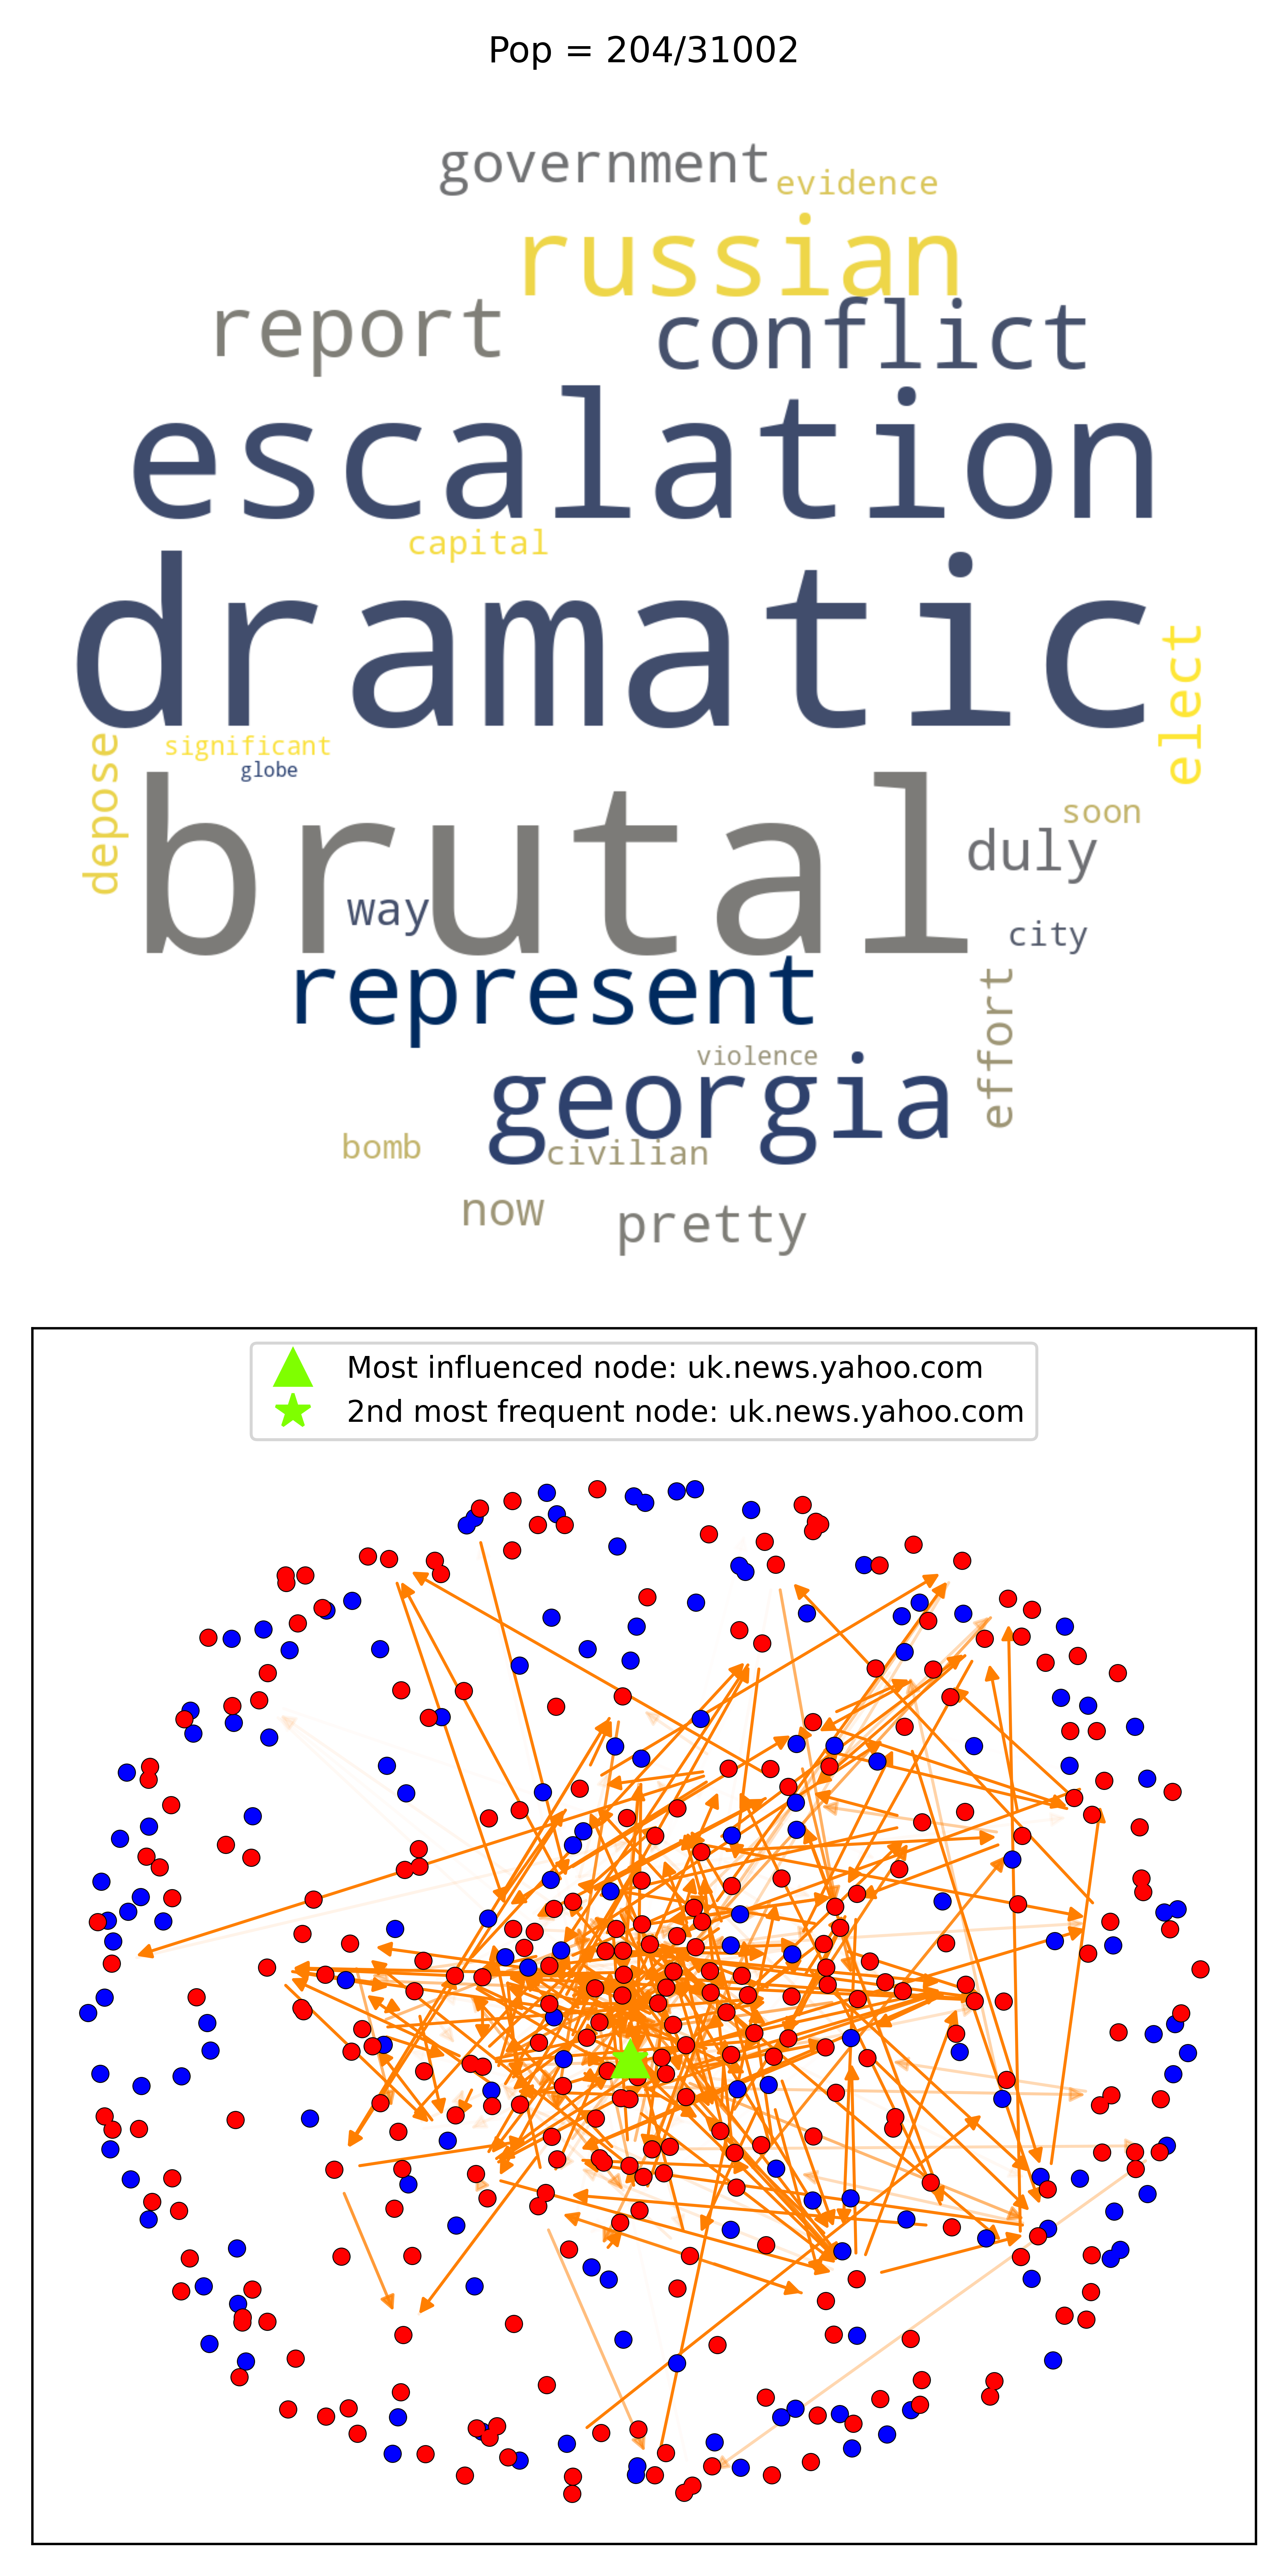 Pop = 204/31002
government
evidence
russian
report
conflict
escalation
capital
dramatic
elect
significant
globe
depose
brutal
soon
duly
way
city
represent
effort
violence
georgia
bomb
civilian
now
pretty
Most influenced node: uk.news.yahoo.com
2nd most frequent node: uk.news.yahoo.com